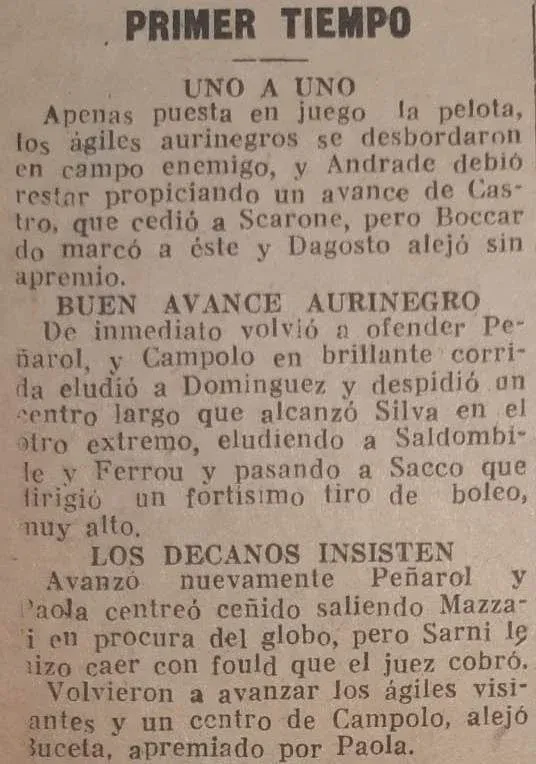 PRIMER TIEMPO
UNO A UNO
Apenas puesta en juego la pelota,
los ágiles aurinegros se desbordaron
en campo enemigo, y Andrade debió
restar propiciando un avance de Cas-
tro, que cedió a Scarone, pero Boccar
do marcó a éste y Dagosto alejó sin
apremio.
BUEN AVANCE AURINEGRO
De inmediato volvió a ofender Pe-
ñarol, y Campolo en brillante corri-
da eludió a Dominguez y despidió un
centro largo que alcanzó Silva en el
otro extremo, eludiendo a Saldombi-
de y Ferrou y pasando a Sacco que
dirigió un fortísimo tiro de boleo,
muy alto.
LOS DECANOS INSISTEN
Avanzó nuevamente Peñarol y
Paola centreó ceñido saliendo Mazza-
i en procura del globo, pero Sarni le
hizo caer con fould que el juez cobró.
Volvieron a avanzar los ágiles visi-
antes y un centro de Campolo, alejó
Buceta, apremiado por Paola.